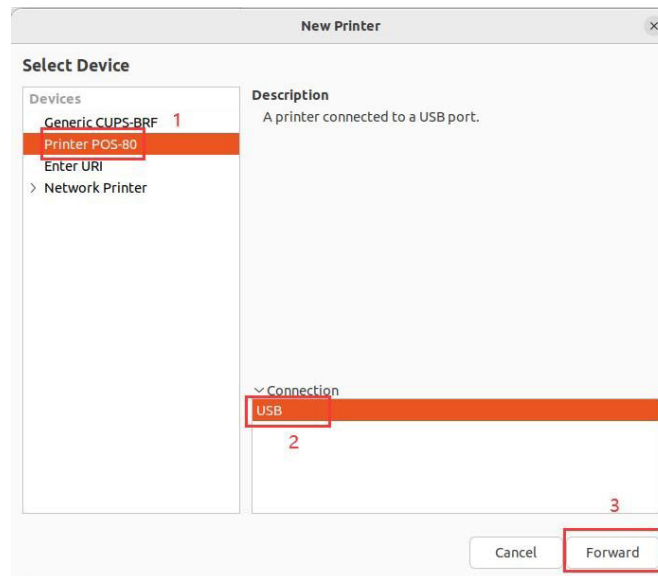 New Printer
Select Device
Devices
Generic CUPS-BRF 1
Printer POS-80
Enter URI
Network Printer
Description
A printer connected to a USB port.
Connection
USB
2
3
Cancel
Forward